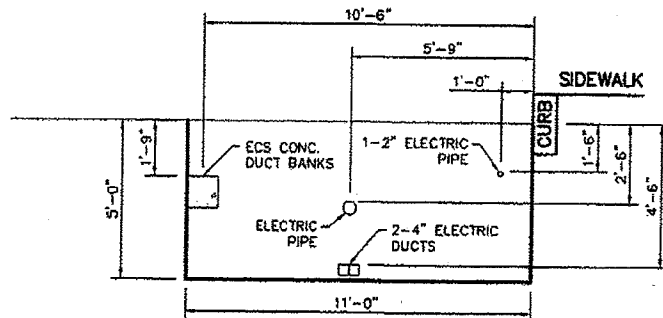 10'-6"
5'-9"
1'-0"
SIDEWALK
CURB
1-2" ELECTRIC
PIPE
ECS CONC.
DUCT BANKS
1'-9"
5'-0"
1'-6"
2'-6"
4'-6"
ELECTRIC
PIPE
2-4" ELECTRIC
DUCTS
11'-0"